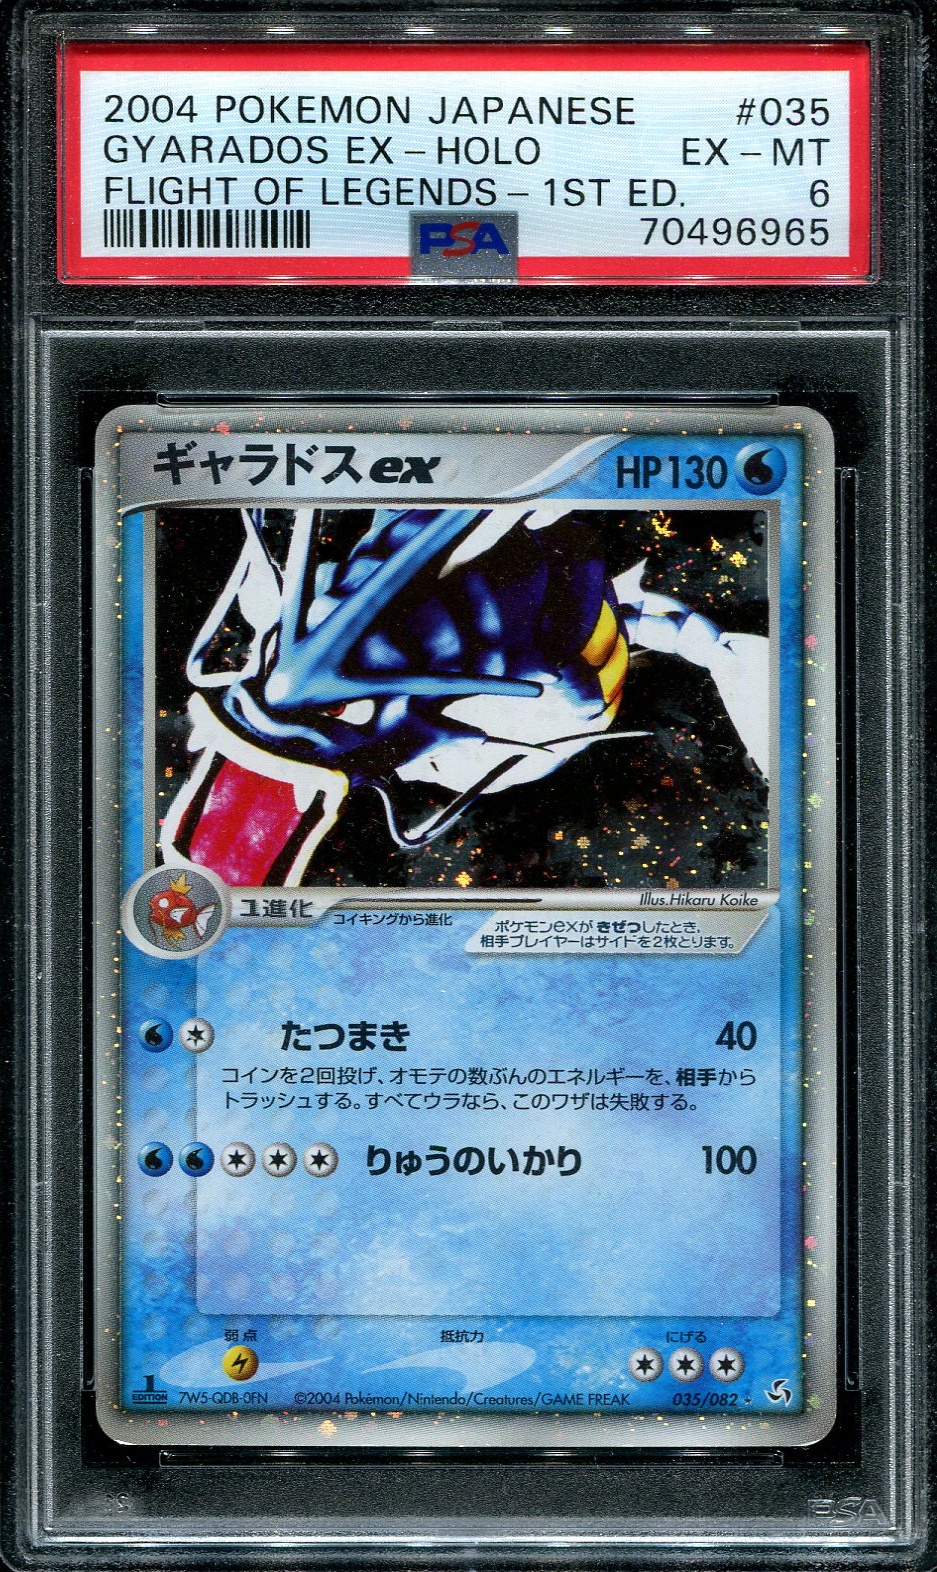 2004 POKEMON JAPANESE #035
GYARADOS EX - HOLO EX - MT
FLIGHT OF LEGENDS - 1ST ED. 6
PSA 70496965
ギャラドスex HP130
Illus.Hikaru Koike
1進化 コイキングから進化
ポケモンexが きぜつしたとき、
相手プレイヤーはサイドを2枚とります。
たつまき 40
コインを2回投げ、オモテの数ぶんのエネルギーを、相手から
トラッシュする。すべてウラなら、このワザは失敗する。
りゅうのいかり 100
弱点 抵抗力 にげる
1 EDITION 7W5-QDB-0FN ©2004 Pokémon/Nintendo/Creatures/GAME FREAK 035/082
PSA